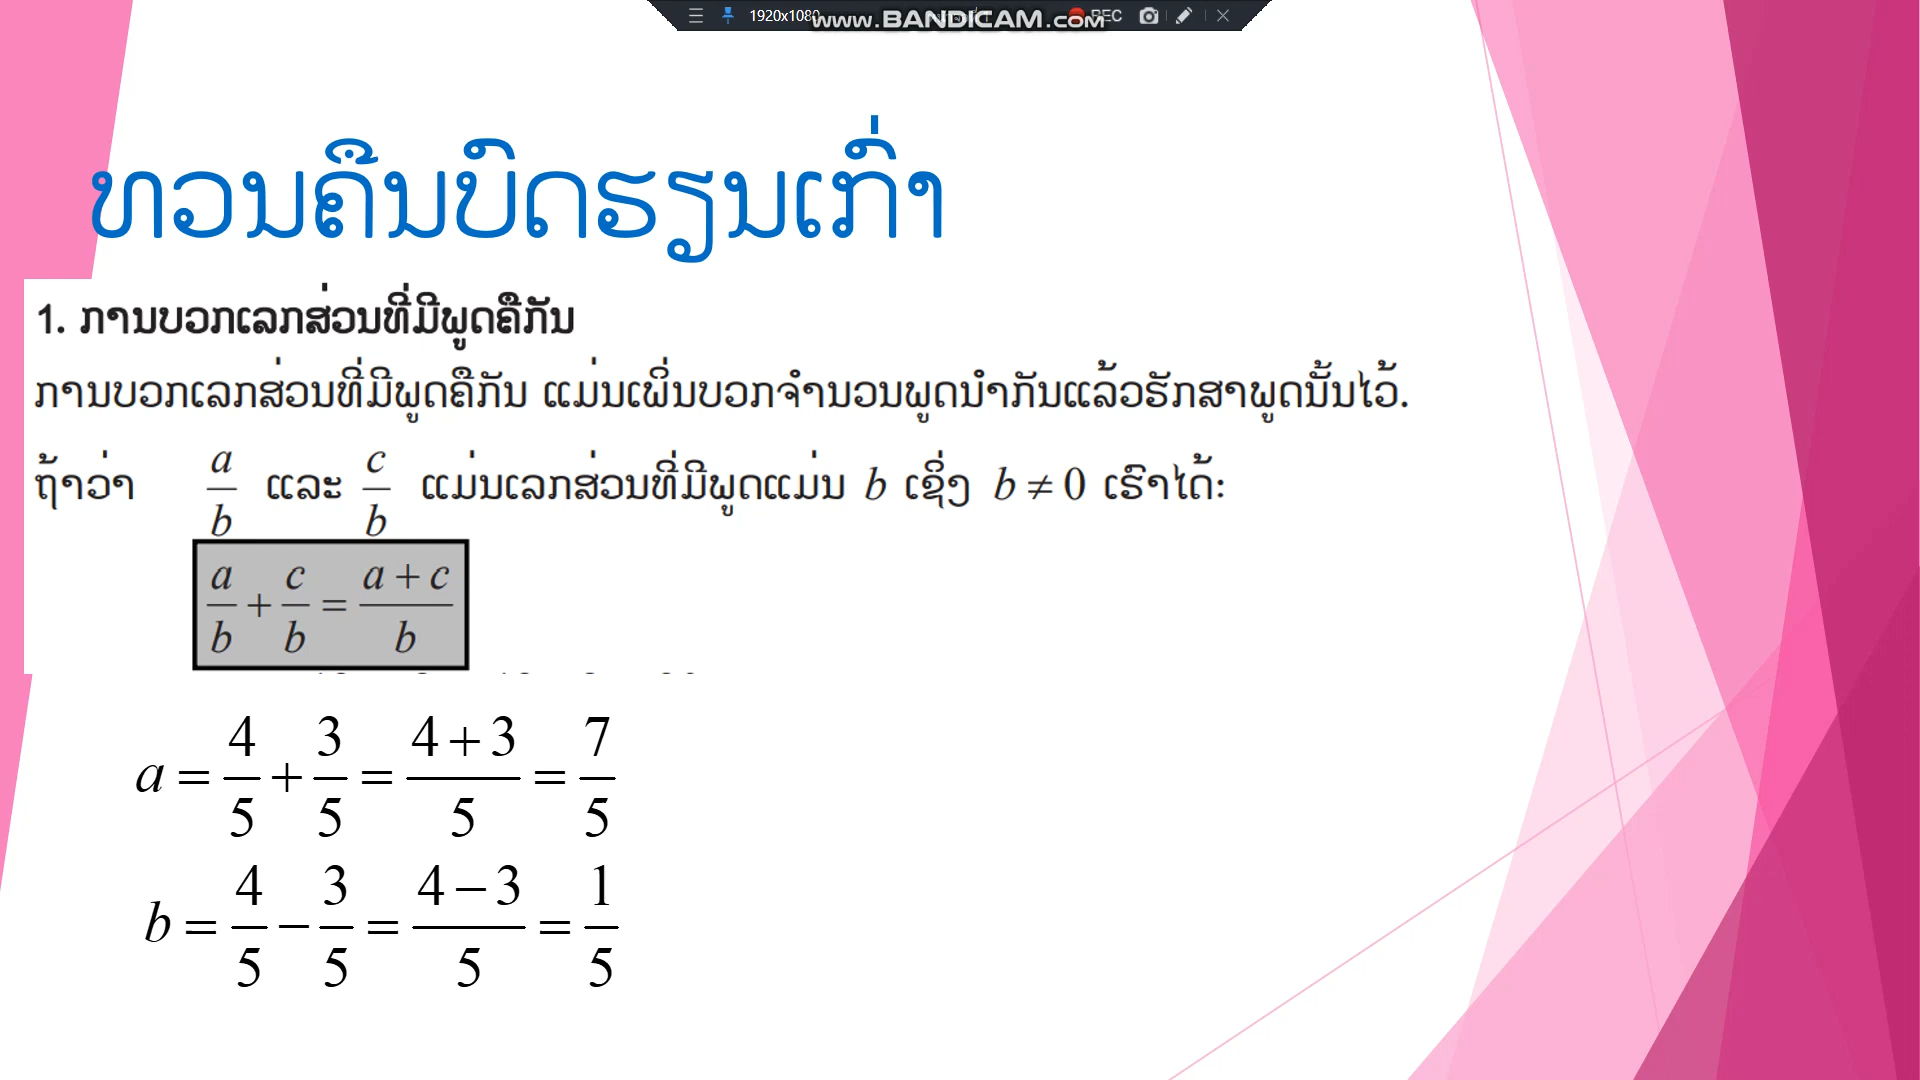 1920x1080
www.BANDICAM.com
REC
ທວນຄືນບົດຮຽນເກົ່າ
1. ການບວກເລກສ່ວນທີ່ມີພູດຄືກັນ
ການບວກເລກສ່ວນທີ່ມີພູດຄືກັນ ແມ່ນເພິ່ນບວກຈໍານວນພູດນໍາກັນແລ້ວຮັກສາພູດນັ້ນໄວ້.
ຖ້າວ່າ a/b ແລະ c/b ແມ່ນເລກສ່ວນທີ່ມີພູດແມ່ນ b ເຊິ່ງ b ≠ 0 ເຮົາໄດ້:
a/b + c/b = (a + c)/b
a = 4/5 + 3/5 = (4 + 3)/5 = 7/5
b = 4/5 − 3/5 = (4 − 3)/5 = 1/5